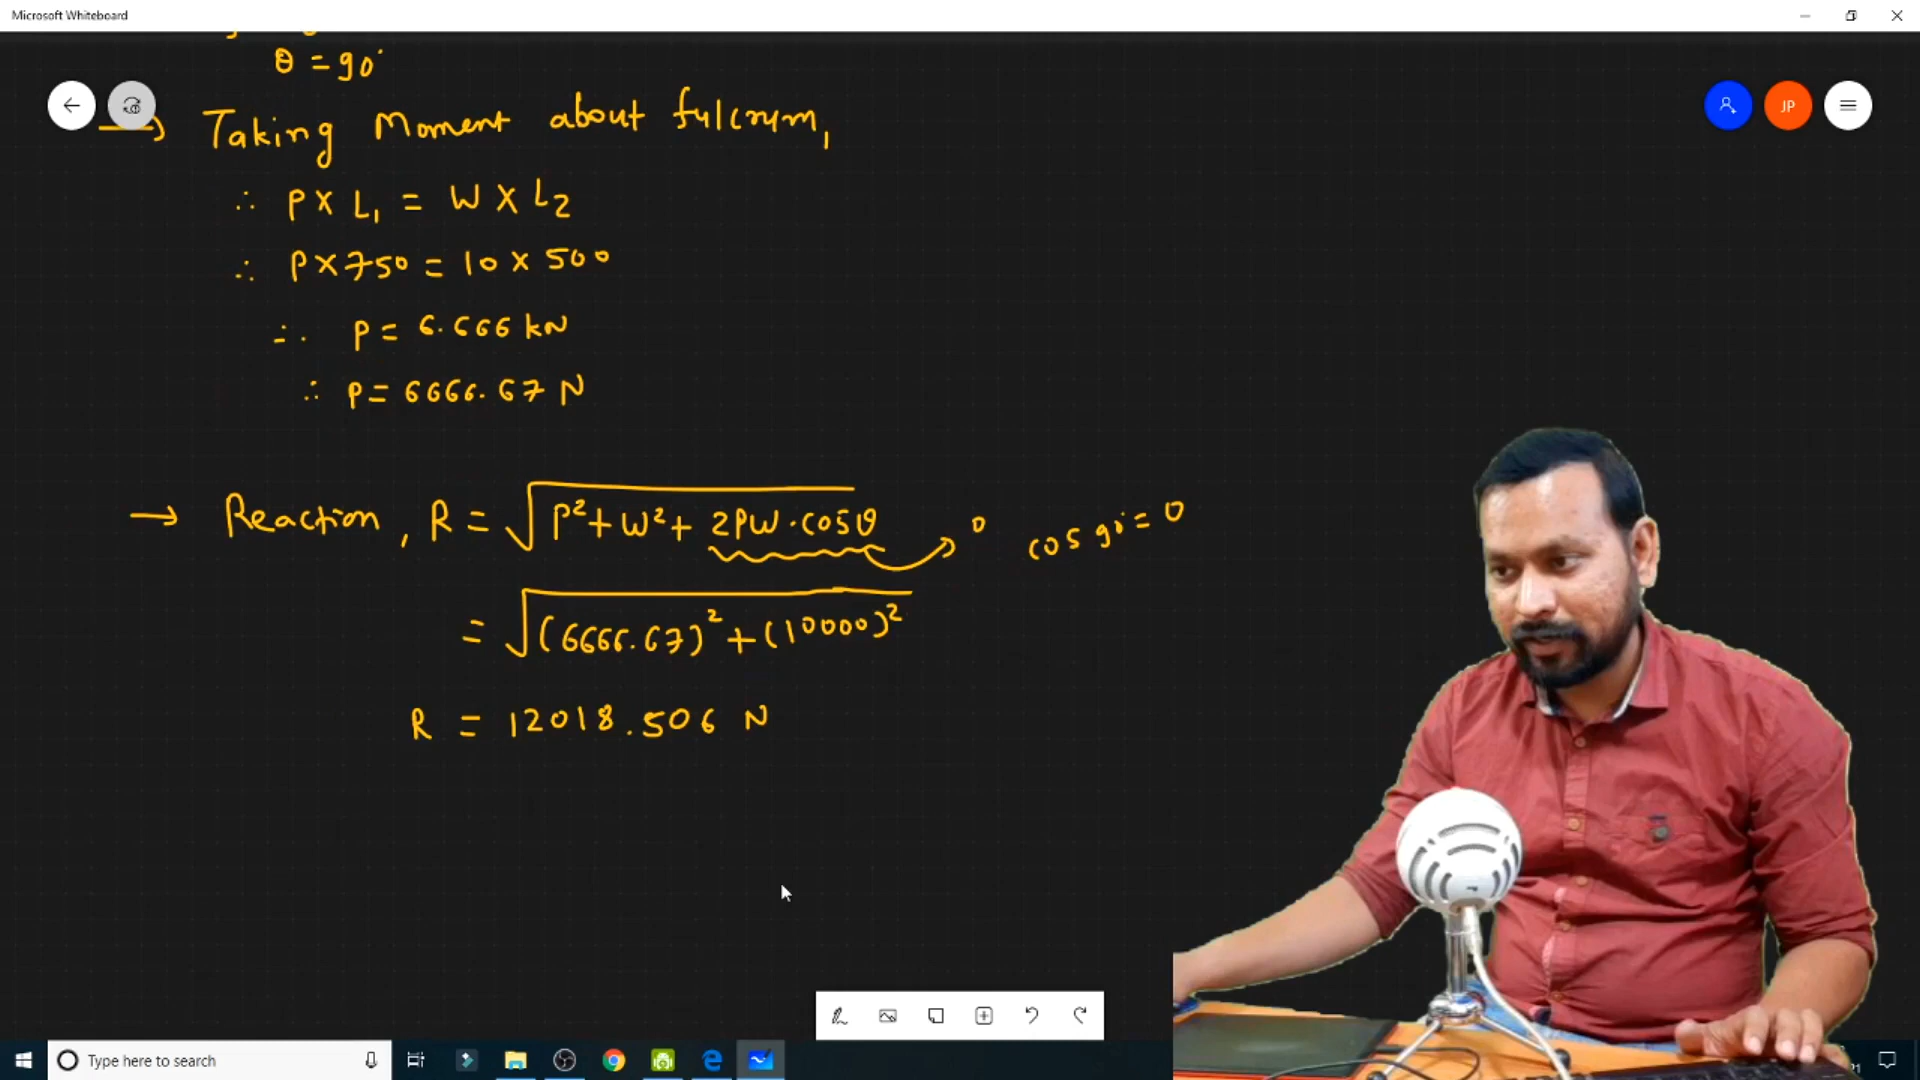 Microsoft Whiteboard
θ = 90°
JP
→ Taking Moment about fulcrum,
∴ P X L₁ = W X L₂
∴ P X 750 = 10 X 500
∴ P = 6.666 kN
∴ P = 6666.67 N
→ Reaction, R = √P² + W² + 2PW · cosθ → 0 cos 90° = 0
= √(6666.67)² + (10000)²
R = 12018.506 N
Type here to search